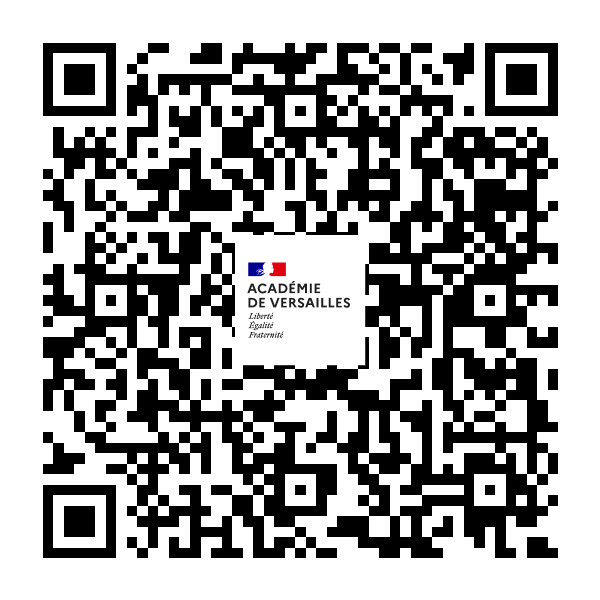 ACADÉMIE
DE VERSAILLES
Liberté
Égalité
Fraternité